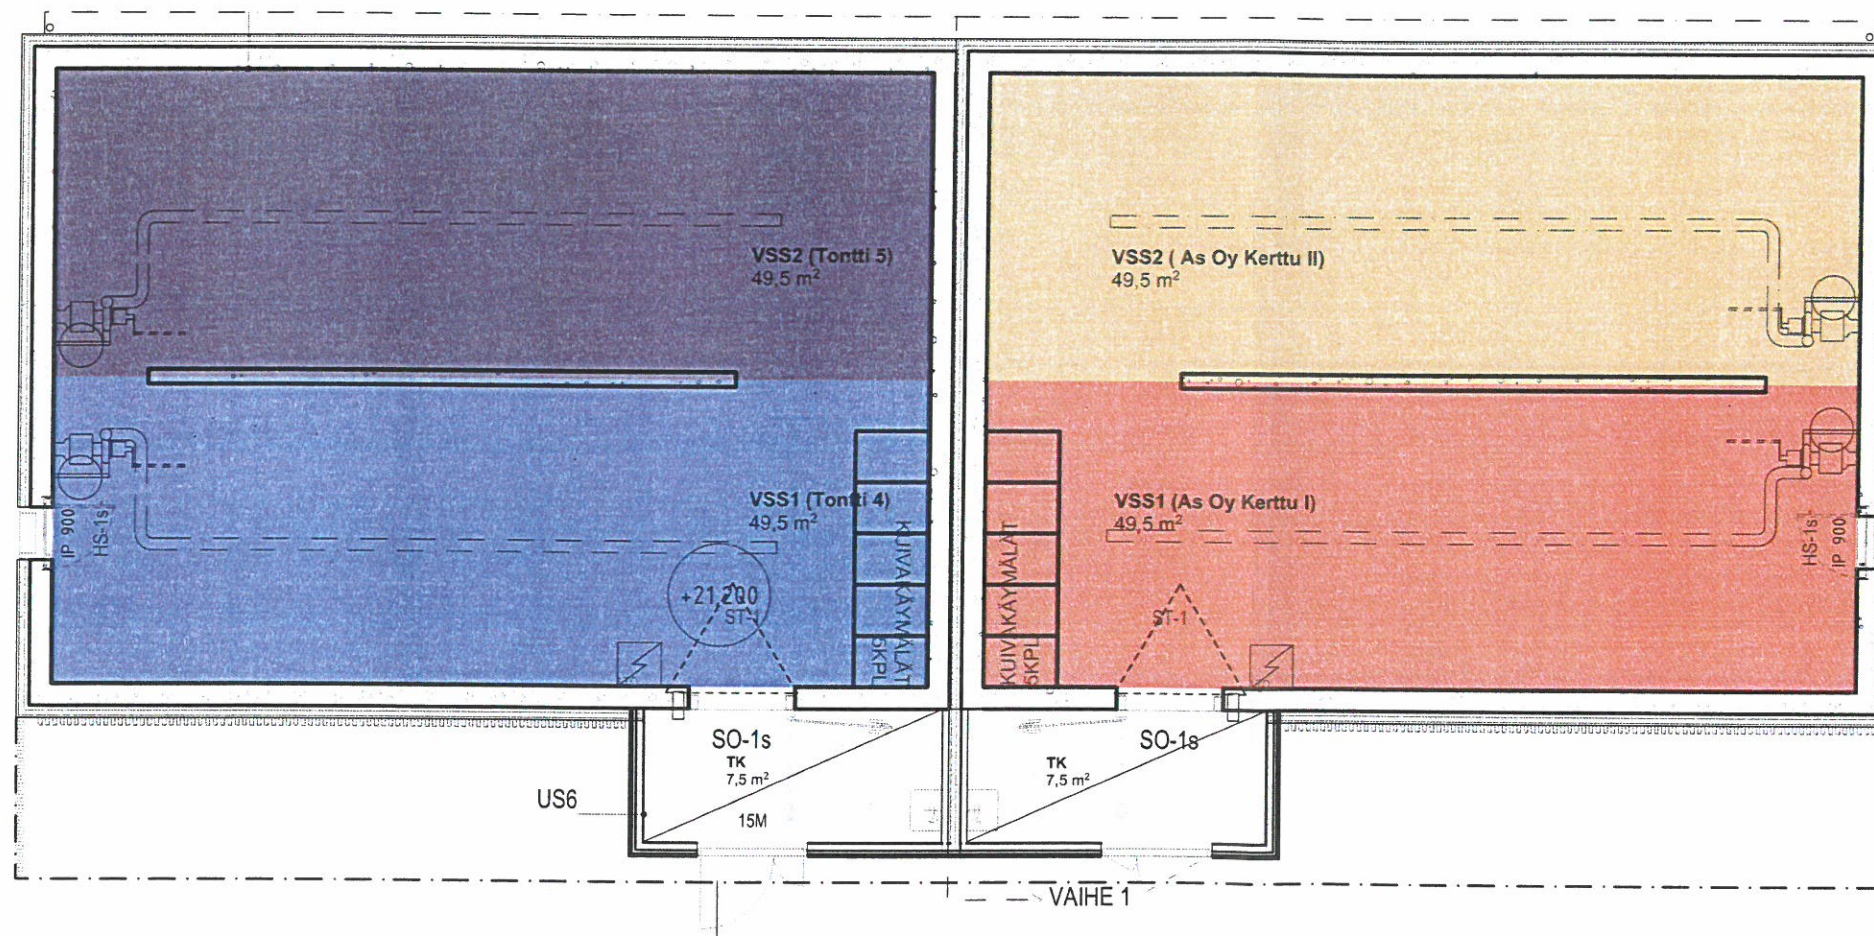 VSS2 (Tontti 5)
49,5 m²
VSS2 ( As Oy Kerttu II)
49,5 m²
VSS1 (Tontti 4)
49,5 m²
VSS1 (As Oy Kerttu I)
49,5 m²
IP 900
HS-1s
KUIVAKÄYMÄLÄT
5KPL
KUIVAKÄYMÄLÄT
5KPL
HS-1s
IP 900
+21,200
ST-1
ST-1
SO-1s
TK
7,5 m²
SO-1s
TK
7,5 m²
US6
15M
VAIHE 1